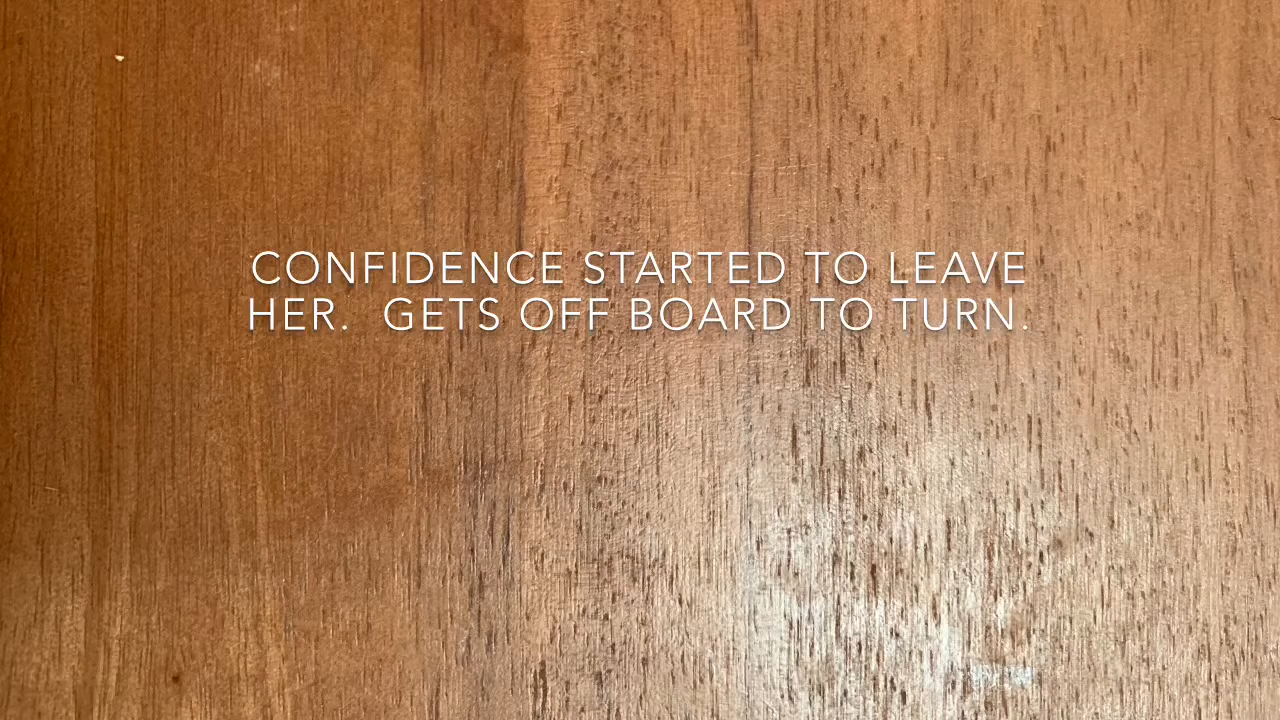 CONFIDENCE STARTED TO LEAVE
HER.  GETS OFF BOARD TO TURN.